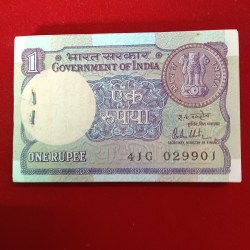 1 भारत सरकार
GOVERNMENT OF INDIA
एक
रुपया
ONE RUPEE
41G 029901